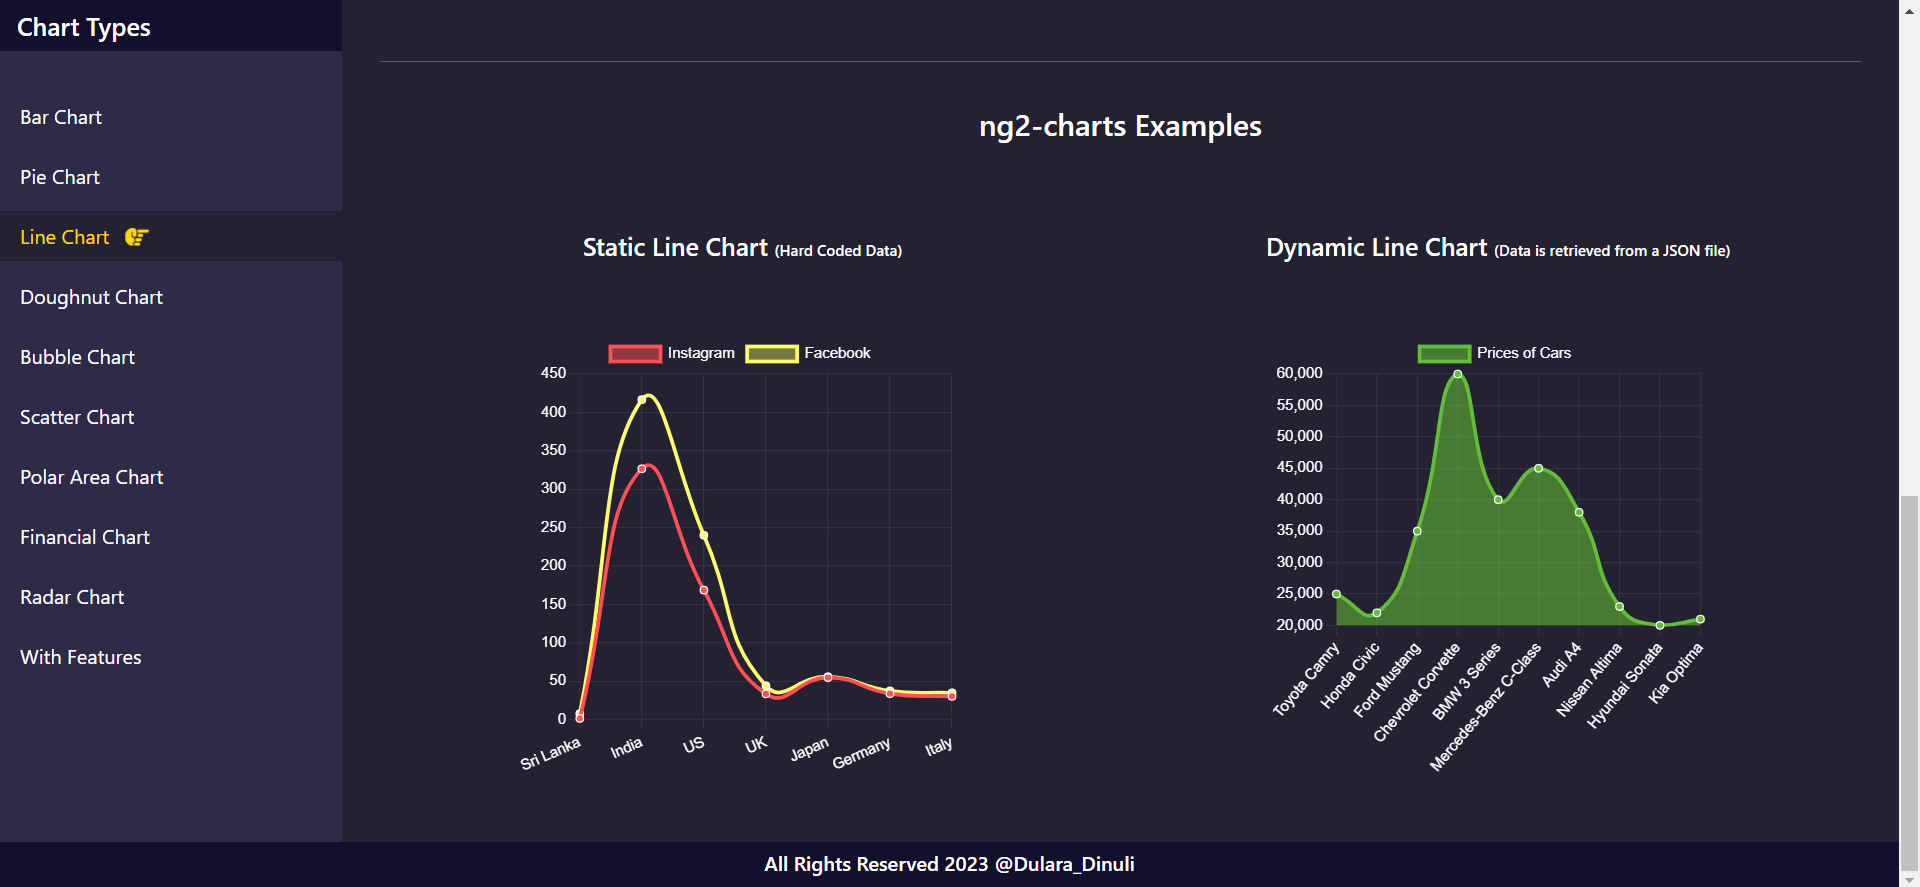 Chart Types
Bar Chart
Pie Chart
Line Chart
Doughnut Chart
Bubble Chart
Scatter Chart
Polar Area Chart
Financial Chart
Radar Chart
With Features
ng2-charts Examples
Static Line Chart (Hard Coded Data)
Instagram Facebook
450
400
350
300
250
200
150
100
50
0
Sri Lanka India US UK Japan Germany Italy
Dynamic Line Chart (Data is retrieved from a JSON file)
Prices of Cars
60,000
55,000
50,000
45,000
40,000
35,000
30,000
25,000
20,000
Toyota Camry Honda Civic Ford Mustang Chevrolet Corvette BMW 3 Series Mercedes-Benz C-Class Audi A4 Nissan Altima Hyundai Sonata Kia Optima
All Rights Reserved 2023 @Dulara_Dinuli